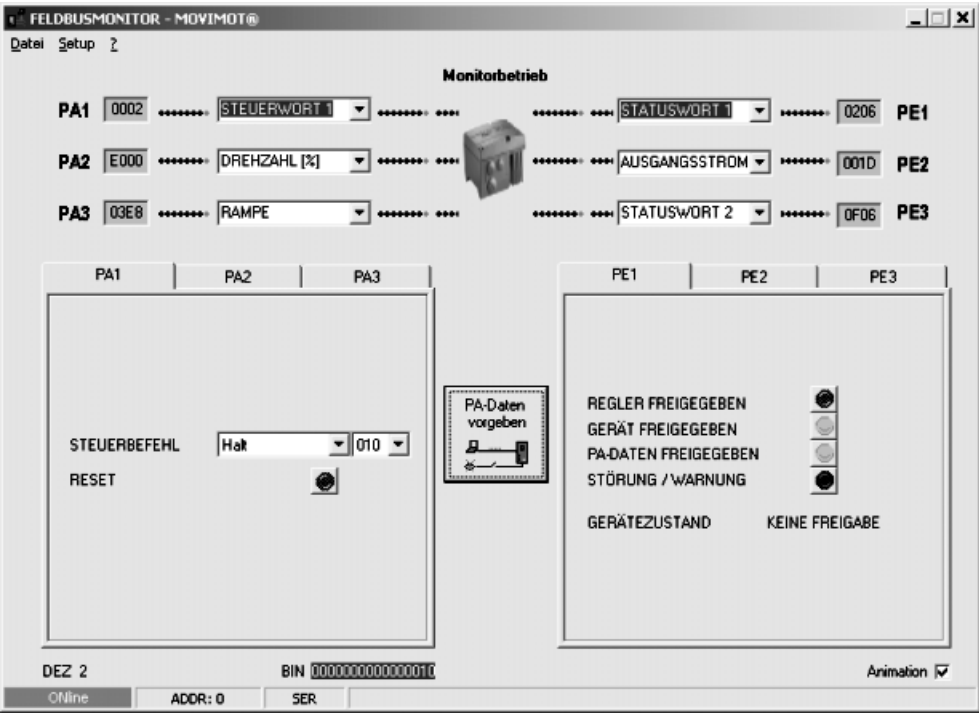 FELDBUSMONITOR - MOVIMOT®
Datei Setup ?
Monitorbetrieb
PA1 0002 STEUERWORT 1 STATUSWORT 1 0206 PE1
PA2 E000 DREHZAHL [%] AUSGANGSSTROM 001D PE2
PA3 03E8 RAMPE STATUSWORT 2 0F06 PE3
PA1 PA2 PA3 PE1 PE2 PE3
PA-Daten
vorgeben
STEUERBEFEHL Halt 010
RESET
REGLER FREIGEGEBEN
GERÄT FREIGEGEBEN
PA-DATEN FREIGEGEBEN
STÖRUNG / WARNUNG
GERÄTEZUSTAND KEINE FREIGABE
DEZ 2 BIN 0000000000000010 Animation
ONline ADDR: 0 SER